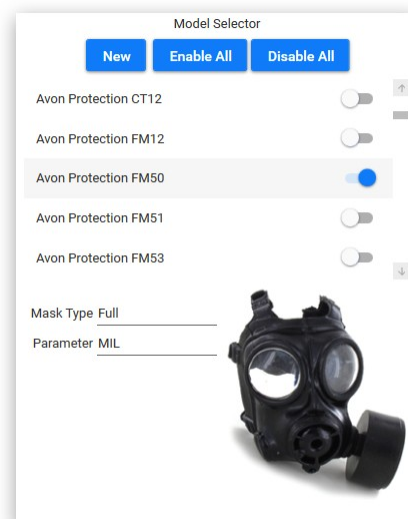 Model Selector
New Enable All Disable All
Avon Protection CT12
Avon Protection FM12
Avon Protection FM50
Avon Protection FM51
Avon Protection FM53
Mask Type Full
Parameter MIL